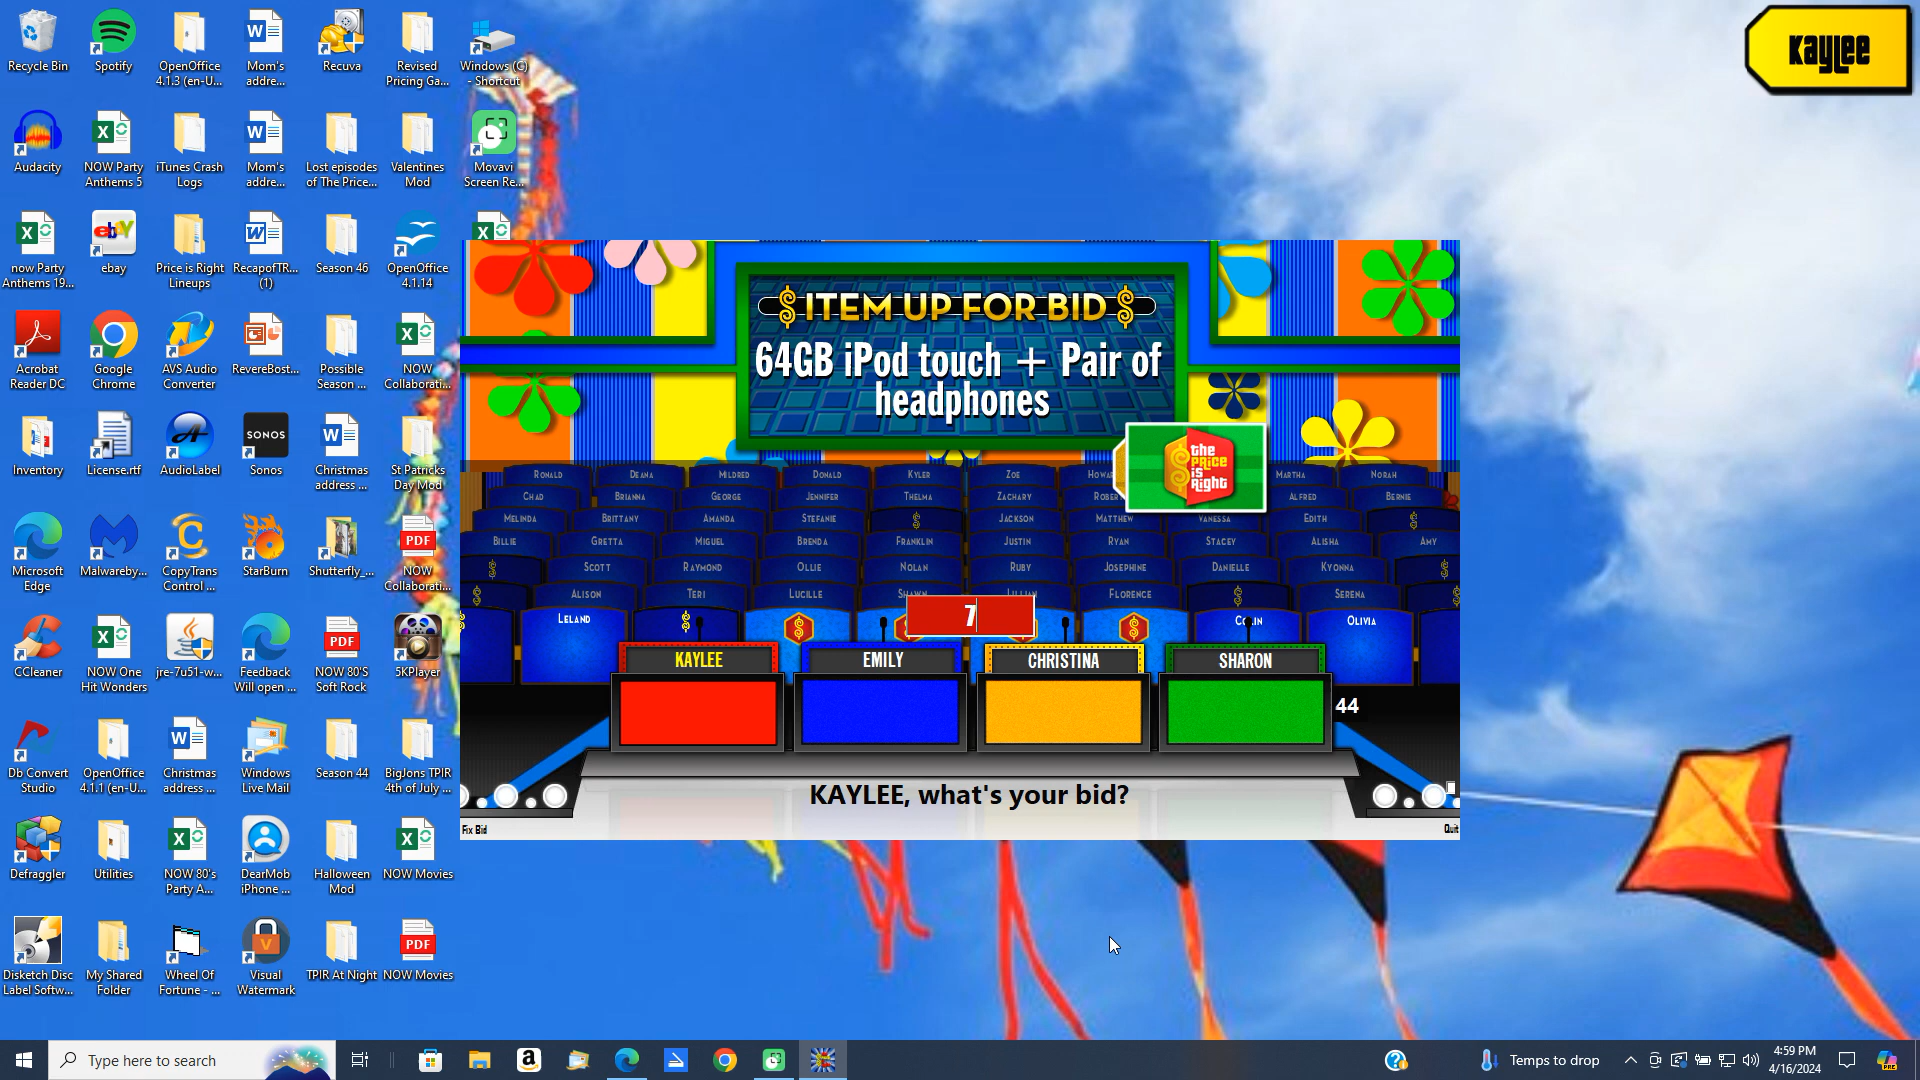 Recycle Bin
Spotify
OpenOffice
4.1.3 (en-U...
Mom's
addre...
Recuva
Revised
Pricing Ga...
Windows (C)
- Shortcut
KayLee
Audacity
NOW Party
Anthems 5
iTunes Crash
Logs
Mom's
addre...
Lost episodes
of The Price...
Valentines
Mod
Movavi
Screen Re...
now Party
Anthems 19...
ebay
Price is Right
Lineups
RecapofTR...
(1)
Season 46
OpenOffice
4.1.14
Acrobat
Reader DC
Google
Chrome
AVS Audio
Converter
RevereBost...
Possible
Season ...
NOW
Collaborati...
Inventory
License.rtf
AudioLabel
SONOS
Sonos
Christmas
address ...
St Patricks
Day Mod
Microsoft
Edge
Malwareby...
CopyTrans
Control ...
StarBurn
Shutterfly_...
PDF
NOW
Collaborati...
CCleaner
NOW One
Hit Wonders
jre-7u51-w...
Feedback
Will open ...
PDF
NOW 80'S
Soft Rock
5KPlayer
Db Convert
Studio
OpenOffice
4.1.1 (en-U...
Christmas
address ...
Windows
Live Mail
Season 44
BigJons TPIR
4th of July ...
Defraggler
Utilities
NOW 80's
Party A...
DearMob
iPhone ...
Halloween
Mod
NOW Movies
Disketch Disc
Label Softw...
My Shared
Folder
Wheel Of
Fortune - ...
Visual
Watermark
TPIR At Night
PDF
NOW Movies
$ ITEM UP FOR BID $
64GB iPod touch + Pair of
headphones
the
PRICE
is
Right
RONALD DEANA MILDRED DONALD KYLER ZOE MARTHA NORAH
CHAD BRIANNA GEORGE JENNIFER THELMA ZACHARY ALFRED BERNIE
MELINDA BRITTANY AMANDA STEFANIE JACKSON MATTHEW VANESSA EDITH
BILLIE GRETTA MIGUEL BRENDA FRANKLIN JUSTIN RYAN STACEY ALISHA AMY
SCOTT RAYMOND OLLIE NOLAN RUBY JOSEPHINE DANIELLE KYONNA
ALISON TERI LUCILLE SHAWN LILLIAN FLORENCE SERENA
LELAND COLIN OLIVIA
7
KAYLEE EMILY CHRISTINA SHARON
44
KAYLEE, what's your bid?
Fix Bid
Quit
Type here to search
Temps to drop
4:59 PM
4/16/2024